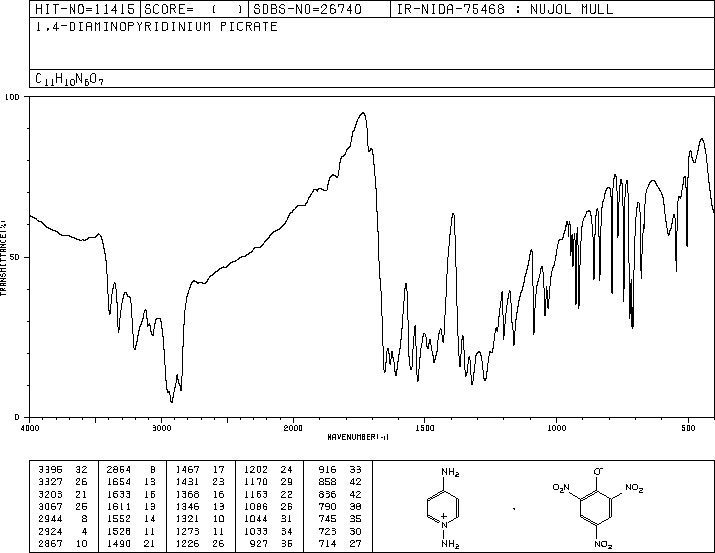 HIT-NO=11415 SCORE= ( ) SDBS-NO=26740 IR-NIDA-75468 : NUJOL MULL
1,4-DIAMINOPYRIDINIUM PICRATE
C11H10N6O7
100
50
0
TRANSMITTANCE(%)
4000 3000 2000 1500 1000 500
WAVENUMBER(-1)
3395 32 2854 8 1467 17 1202 24 916 33
3327 26 1654 13 1431 23 1170 29 858 42
3203 21 1633 15 1368 16 1163 22 836 42
3067 25 1611 13 1346 13 1086 26 790 38
2944 8 1552 14 1321 10 1044 31 745 35
2924 4 1528 11 1273 11 1033 34 723 30
2867 10 1490 21 1226 26 927 35 714 27
NH2
N
+
NH2
O-
O2N NO2
NO2